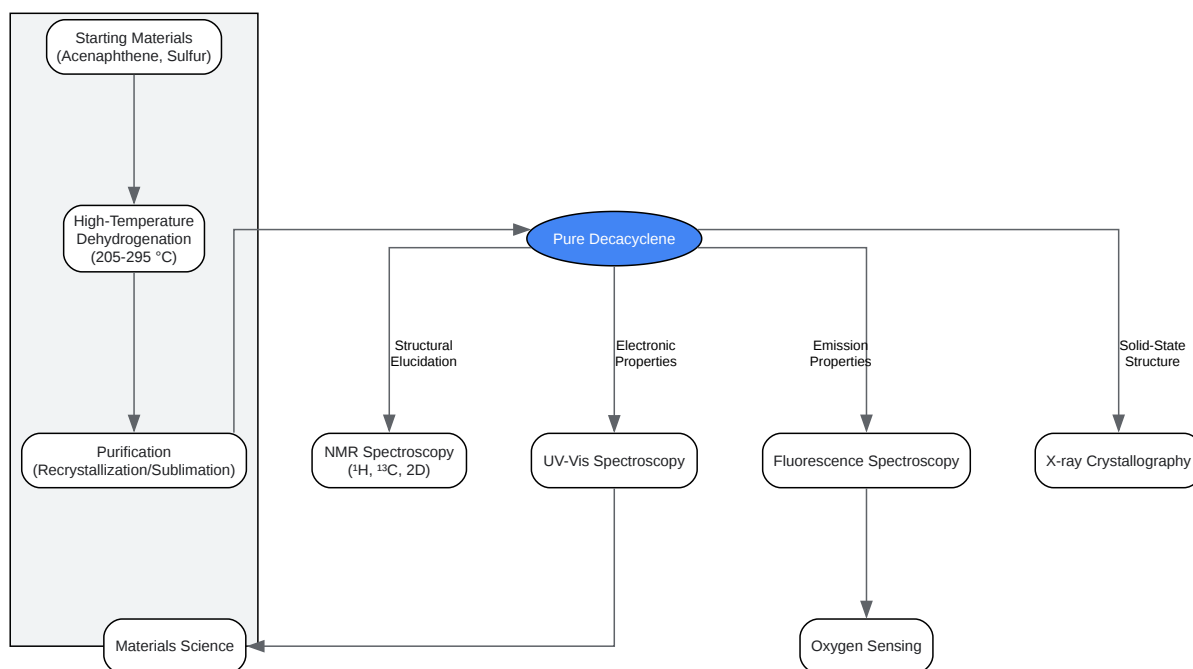 Starting Materials
(Acenaphthene, Sulfur)
High-Temperature
Dehydrogenation
(205-295 °C)
Pure Decacyclene
Structural
Elucidation
Electronic
Properties
Emission
Properties
Solid-State
Structure
Purification
(Recrystallization/Sublimation)
NMR Spectroscopy
(¹H, ¹³C, 2D)
UV-Vis Spectroscopy
Fluorescence Spectroscopy
X-ray Crystallography
Materials Science
Oxygen Sensing